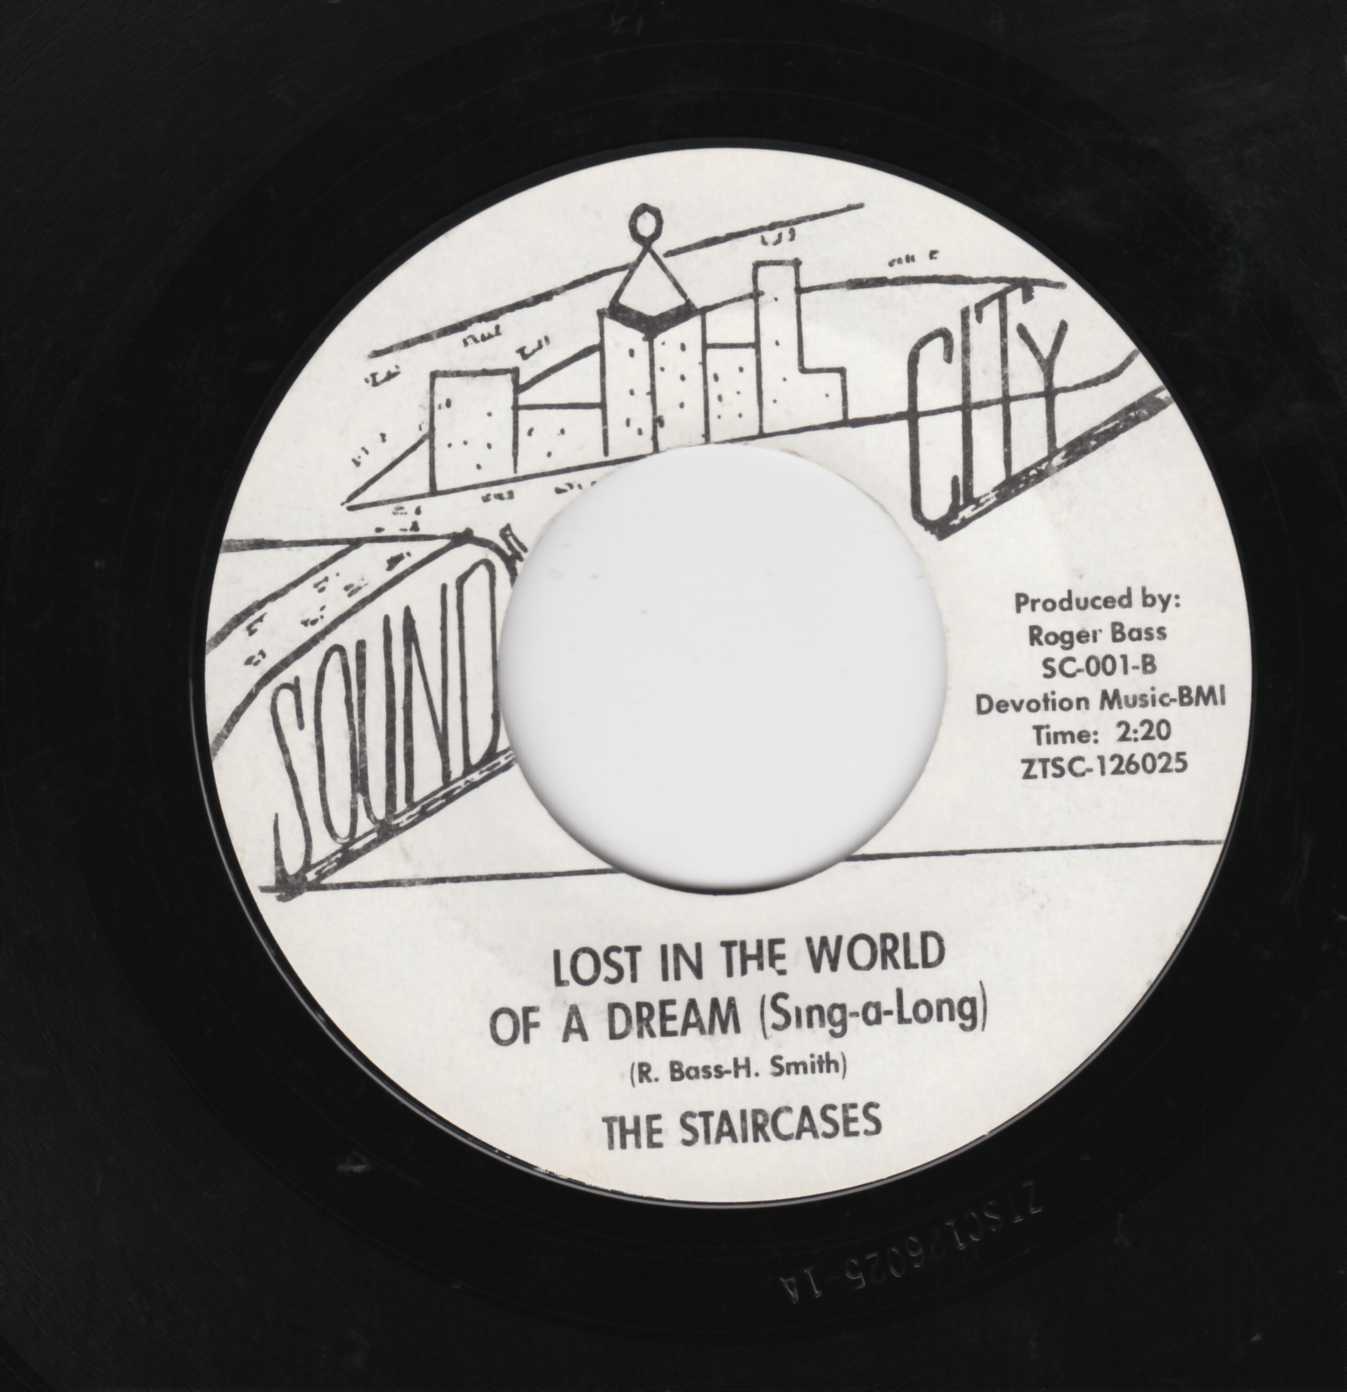 SOUND
CITY
Produced by:
Roger Bass
SC-001-B
Devotion Music-BMI
Time: 2:20
ZTSC-126025
LOST IN THE WORLD
OF A DREAM (Sing-a-Long)
(R. Bass-H. Smith)
THE STAIRCASES
ZTSC126025-1A